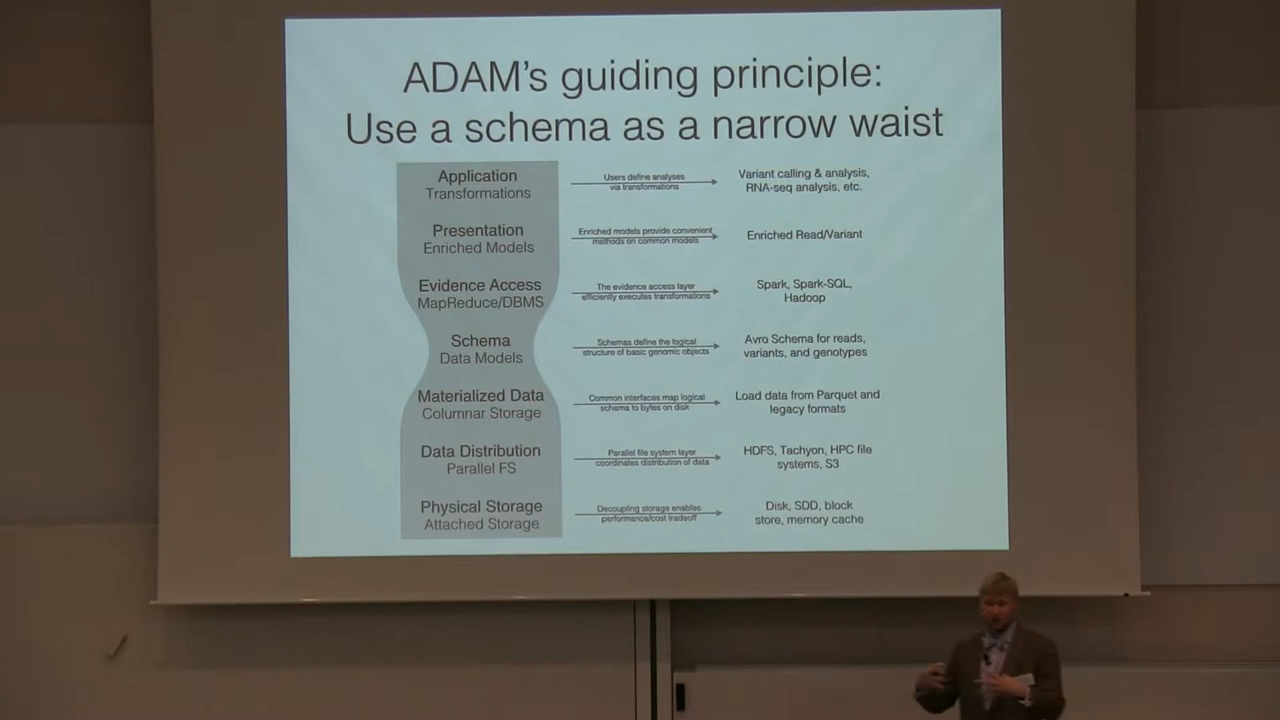 ADAM's guiding principle:
Use a schema as a narrow waist
Application
Transformations
Users define analyses
via transformations
Variant calling & analysis,
RNA-seq analysis, etc.
Presentation
Enriched Models
Enriched models provide convenient
methods on common models
Enriched Read/Variant
Evidence Access
MapReduce/DBMS
The evidence access layer
efficiently executes transformations
Spark, Spark-SQL,
Hadoop
Schema
Data Models
Schemas define the logical
structure of basic genomic objects
Avro Schema for reads,
variants, and genotypes
Materialized Data
Columnar Storage
Common interfaces map logical
schema to bytes on disk
Load data from Parquet and
legacy formats
Data Distribution
Parallel FS
Parallel file system layer
coordinates distribution of data
HDFS, Tachyon, HPC file
systems, S3
Physical Storage
Attached Storage
Decoupling storage enables
performance/cost tradeoff
Disk, SDD, block
store, memory cache